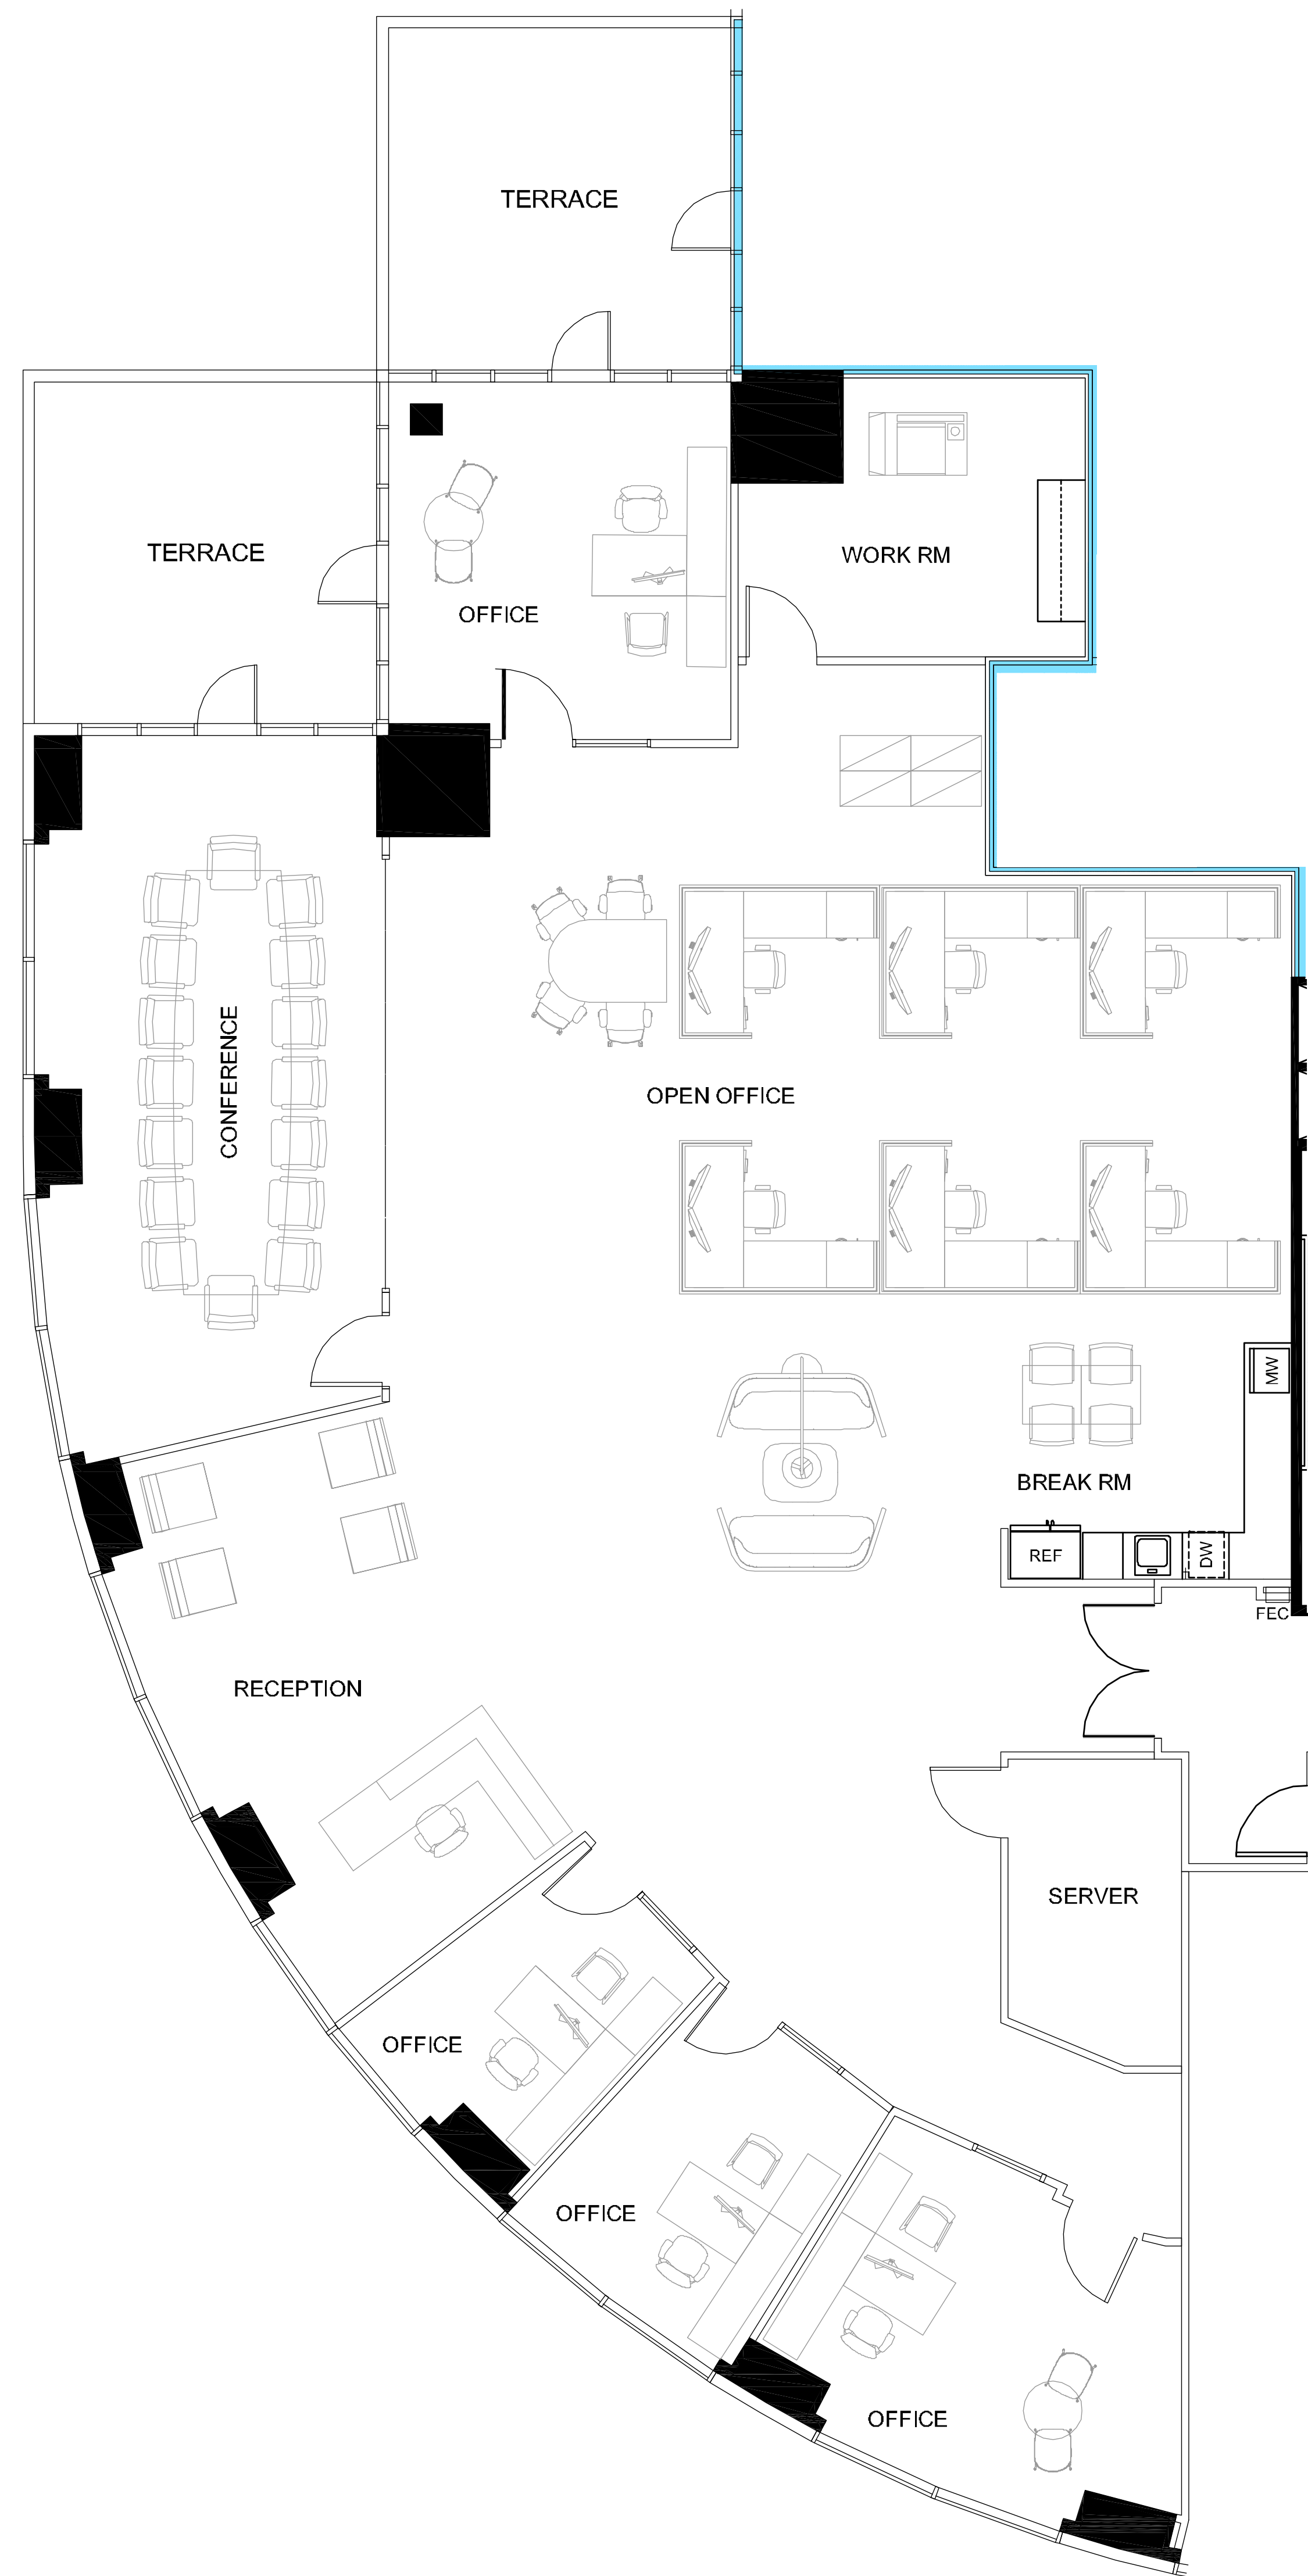 TERRACE
TERRACE
WORK RM
OFFICE
CONFERENCE
OPEN OFFICE
MW
BREAK RM
REF
DW
FEC
RECEPTION
SERVER
OFFICE
OFFICE
OFFICE